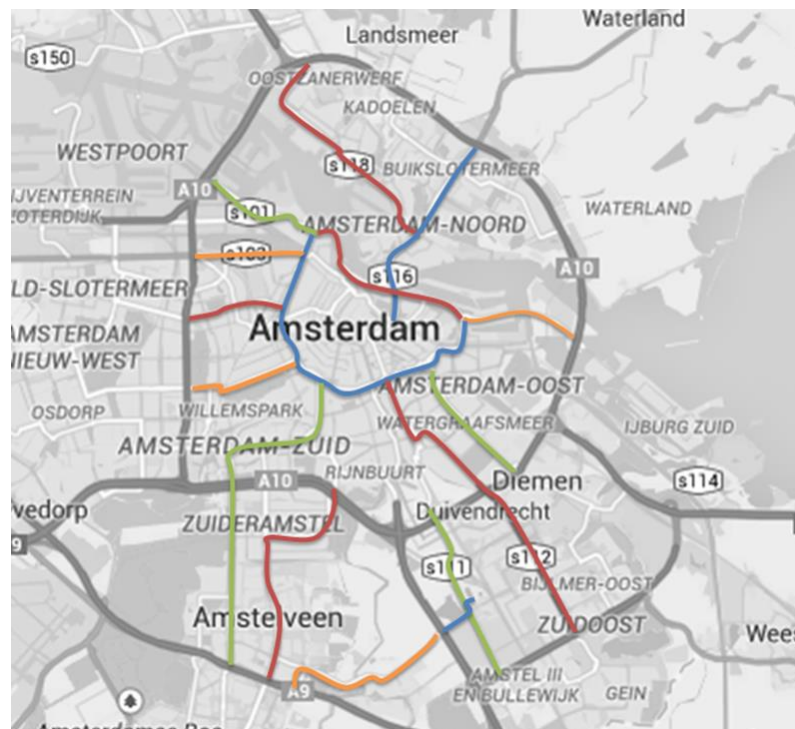 Landsmeer
Waterland
s150
OOSTZANERWERF
KADOELEN
WESTPOORT
s118
BUIKSLOTERMEER
A10
IJVENTERREIN
LOTERDIJK
s101
AMSTERDAM-NOORD
WATERLAND
s103
s116
A10
LD-SLOTERMEER
AMSTERDAM
NIEUW-WEST
Amsterdam
OSDORP
WILLEMSPARK
AMSTERDAM-OOST
WATERGRAAFSMEER
IJBURG ZUID
AMSTERDAM-ZUID
RIJNBUURT
A10
Diemen
s114
vedorp
ZUIDERAMSTEL
Duivendrecht
9
s111
s112
BIJLMER-OOST
Amstelveen
ZUIDOOST
Wees
A9
AMSTEL III
EN BULLEWIJK
GEIN